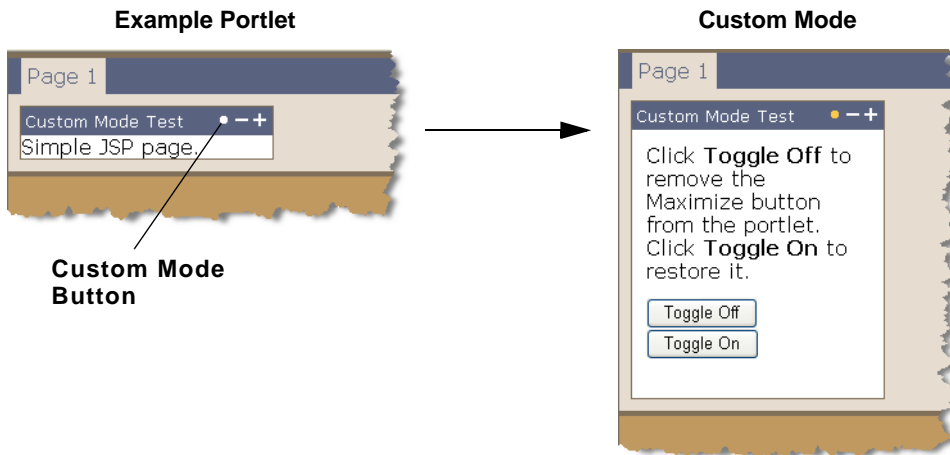 Example Portlet
Page 1
Custom Mode Test
Simple JSP page.
Custom Mode
Button
Custom Mode
Page 1
Custom Mode Test
Click Toggle Off to
remove the
Maximize button
from the portlet.
Click Toggle On to
restore it.
Toggle Off
Toggle On